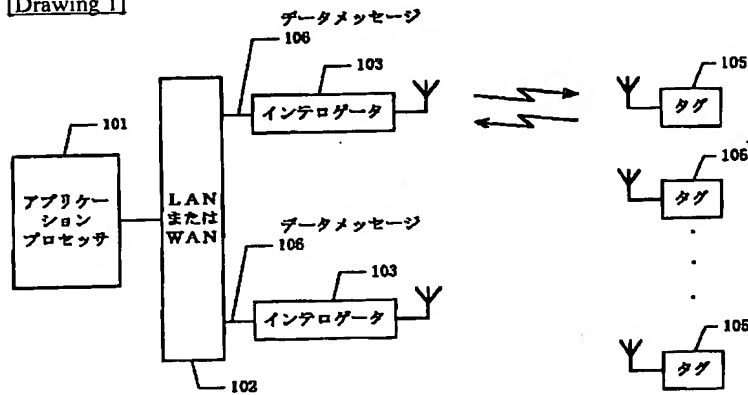 [Drawing 1]
データメッセージ
106
103
インテロゲータ
105
タグ
101
アプリケー
ション
プロセッサ
LAN
または
WAN
106
タグ
データメッセージ
106
103
インテロゲータ
105
タグ
102